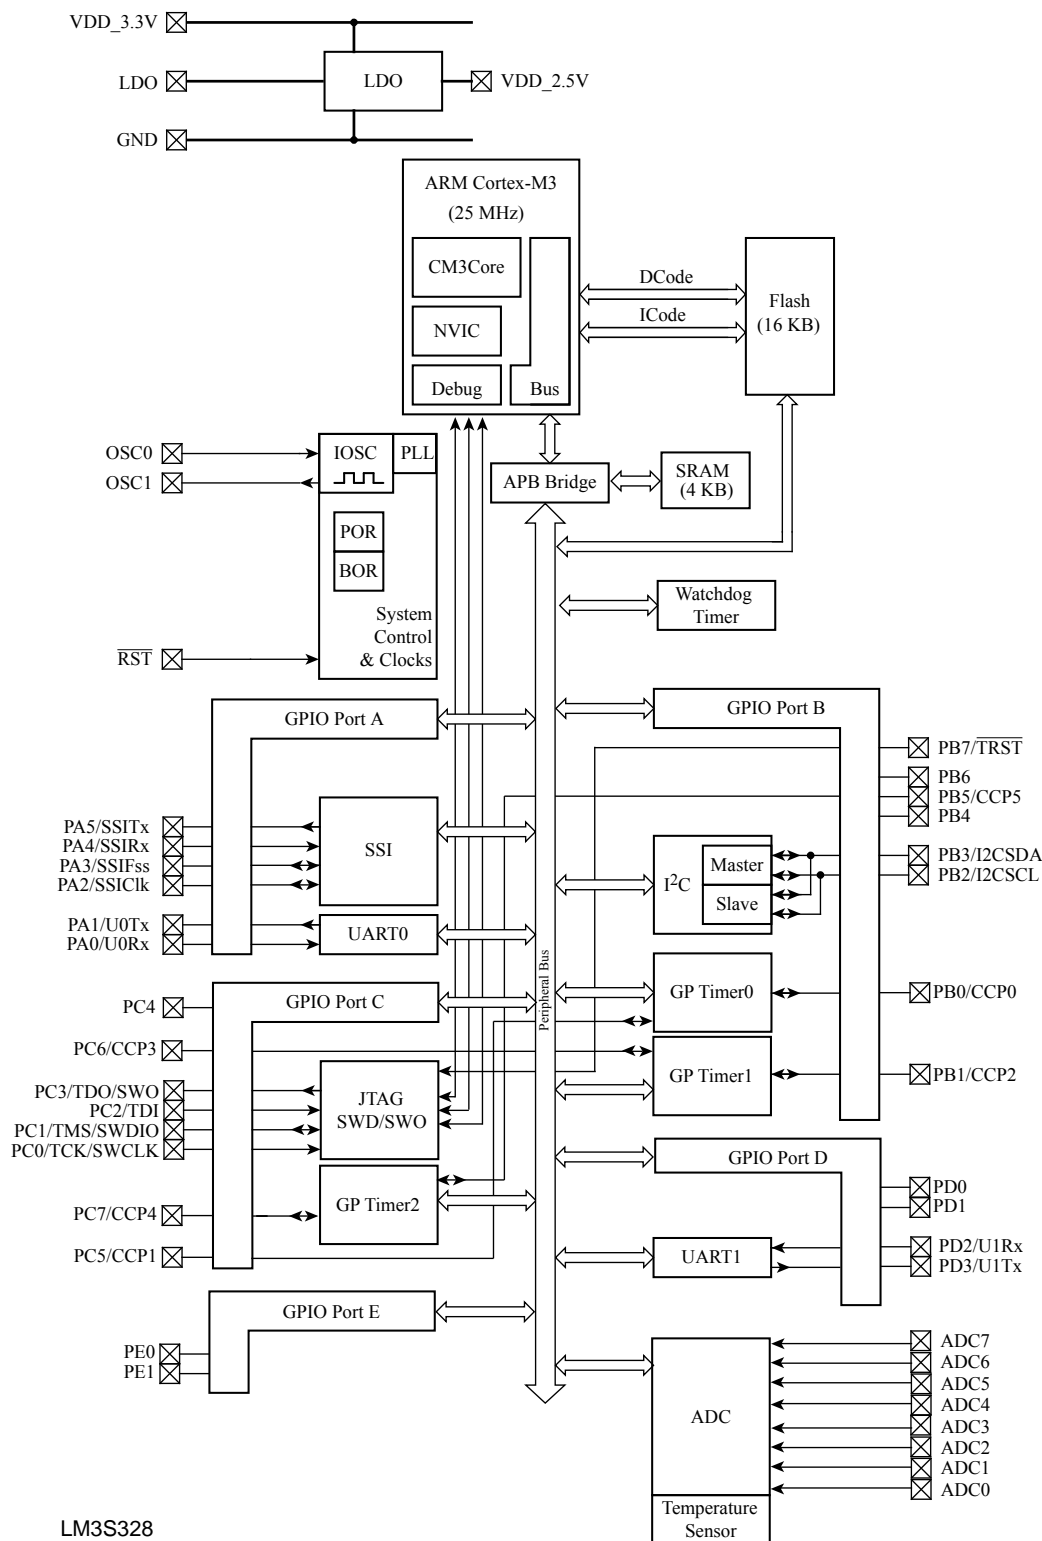 VDD_3.3V
LDO
LDO
VDD_2.5V
GND
ARM Cortex-M3
(25 MHz)
CM3Core
NVIC
Debug
Bus
DCode
ICode
Flash
(16 KB)
OSC0
OSC1
IOSC
PLL
POR
BOR
System
Control
& Clocks
RST
APB Bridge
SRAM
(4 KB)
Watchdog
Timer
GPIO Port A
PA5/SSITx
PA4/SSIRx
PA3/SSIFss
PA2/SSIClk
SSI
PA1/U0Tx
PA0/U0Rx
UART0
GPIO Port B
PB7/TRST
PB6
PB5/CCP5
PB4
PB3/I2CSDA
PB2/I2CSCL
I2C
Master
Slave
Peripheral Bus
GP Timer0
PB0/CCP0
GP Timer1
PB1/CCP2
GPIO Port C
PC4
PC6/CCP3
PC3/TDO/SWO
PC2/TDI
PC1/TMS/SWDIO
PC0/TCK/SWCLK
JTAG
SWD/SWO
PC7/CCP4
GP Timer2
PC5/CCP1
GPIO Port D
PD0
PD1
UART1
PD2/U1Rx
PD3/U1Tx
GPIO Port E
PE0
PE1
ADC
ADC7
ADC6
ADC5
ADC4
ADC3
ADC2
ADC1
ADC0
Temperature
Sensor
LM3S328